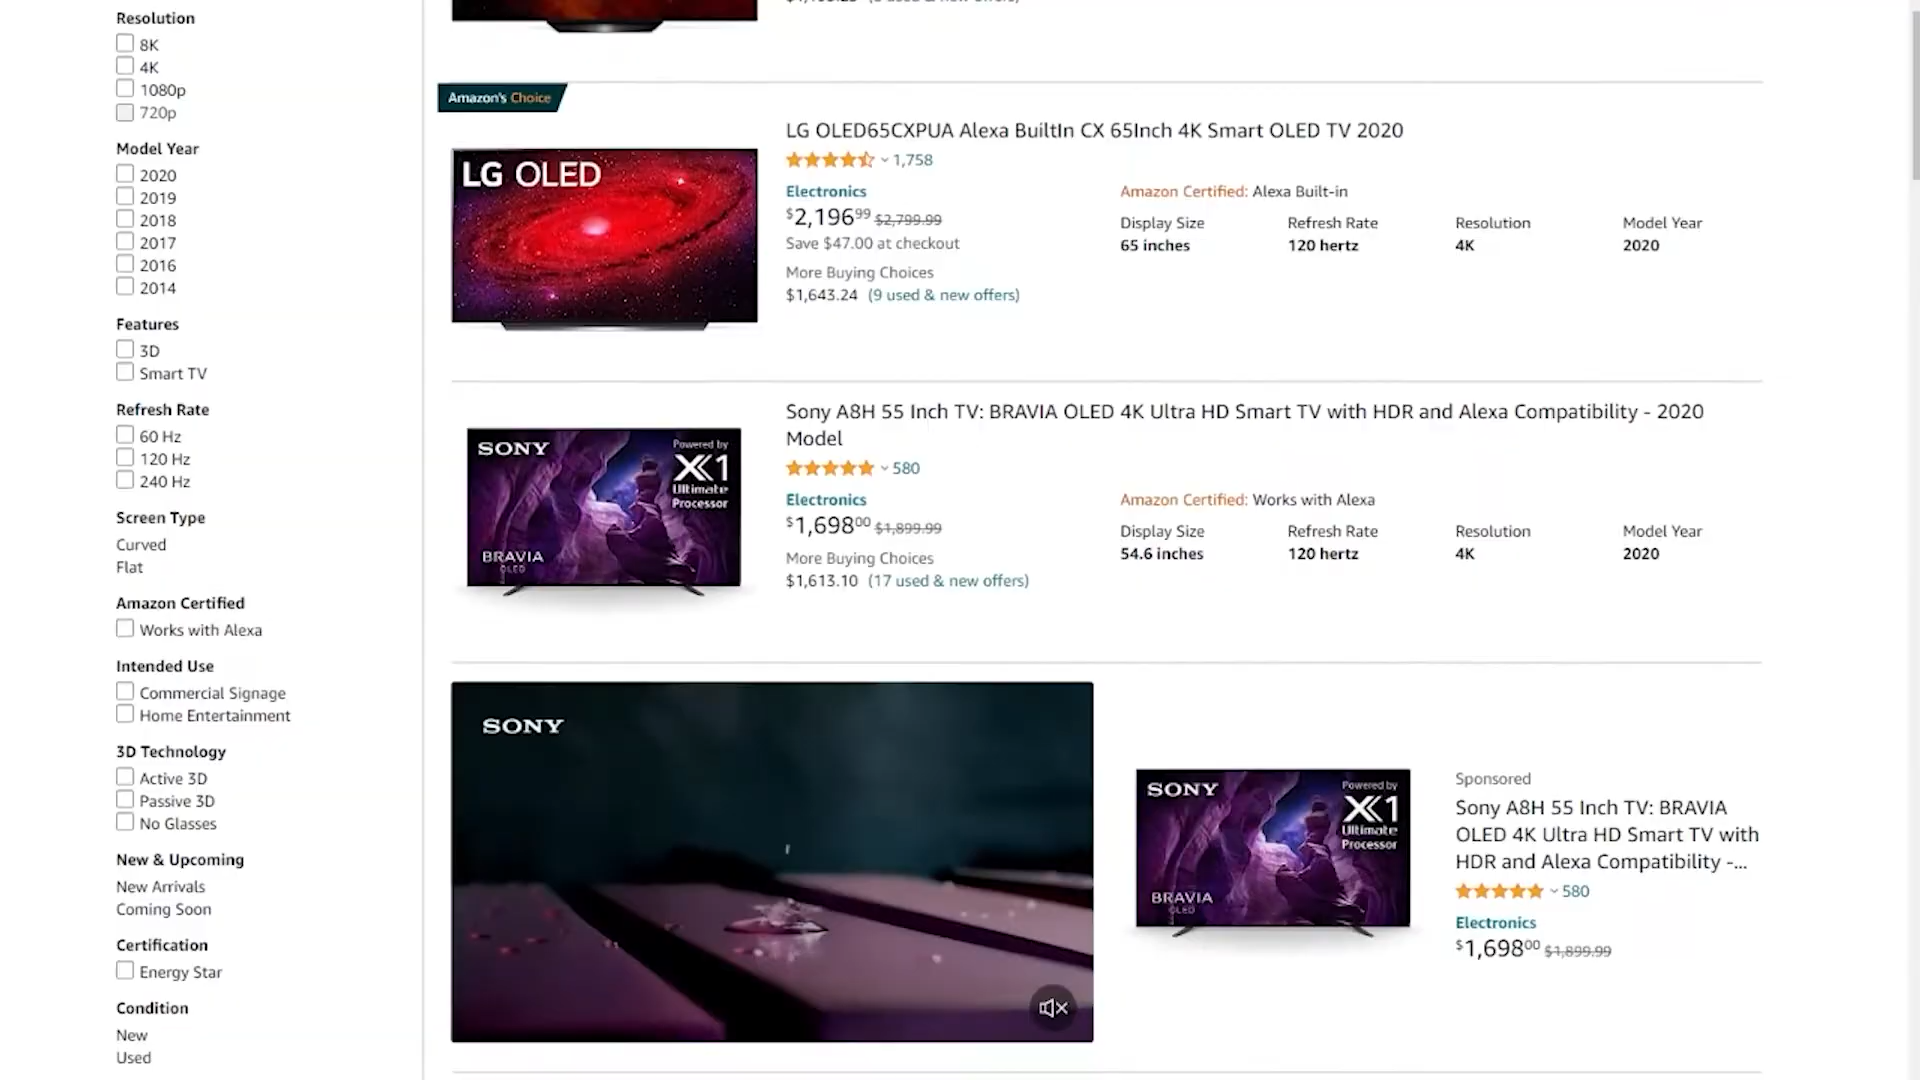 Resolution
8K
4K
1080p
720p
Model Year
2020
2019
2018
2017
2016
2014
Features
3D
Smart TV
Refresh Rate
60 Hz
120 Hz
240 Hz
Screen Type
Curved
Flat
Amazon Certified
Works with Alexa
Intended Use
Commercial Signage
Home Entertainment
3D Technology
Active 3D
Passive 3D
No Glasses
New & Upcoming
New Arrivals
Coming Soon
Certification
Energy Star
Condition
New
Used
Amazon's Choice
LG OLED
LG OLED65CXPUA Alexa BuiltIn CX 65Inch 4K Smart OLED TV 2020
1,758
Electronics
$2,196.99 $2,799.99
Save $47.00 at checkout
More Buying Choices
$1,643.24 (9 used & new offers)
Amazon Certified: Alexa Built-in
Display Size Refresh Rate Resolution Model Year
65 inches 120 hertz 4K 2020
SONY
Powered by
X1
Ultimate
Processor
BRAVIA
OLED
Sony A8H 55 Inch TV: BRAVIA OLED 4K Ultra HD Smart TV with HDR and Alexa Compatibility - 2020
Model
580
Electronics
$1,698.00 $1,899.99
More Buying Choices
$1,613.10 (17 used & new offers)
Amazon Certified: Works with Alexa
Display Size Refresh Rate Resolution Model Year
54.6 inches 120 hertz 4K 2020
SONY
SONY
Powered by
X1
Ultimate
Processor
BRAVIA
OLED
Sponsored
Sony A8H 55 Inch TV: BRAVIA
OLED 4K Ultra HD Smart TV with
HDR and Alexa Compatibility -...
580
Electronics
$1,698.00 $1,899.99